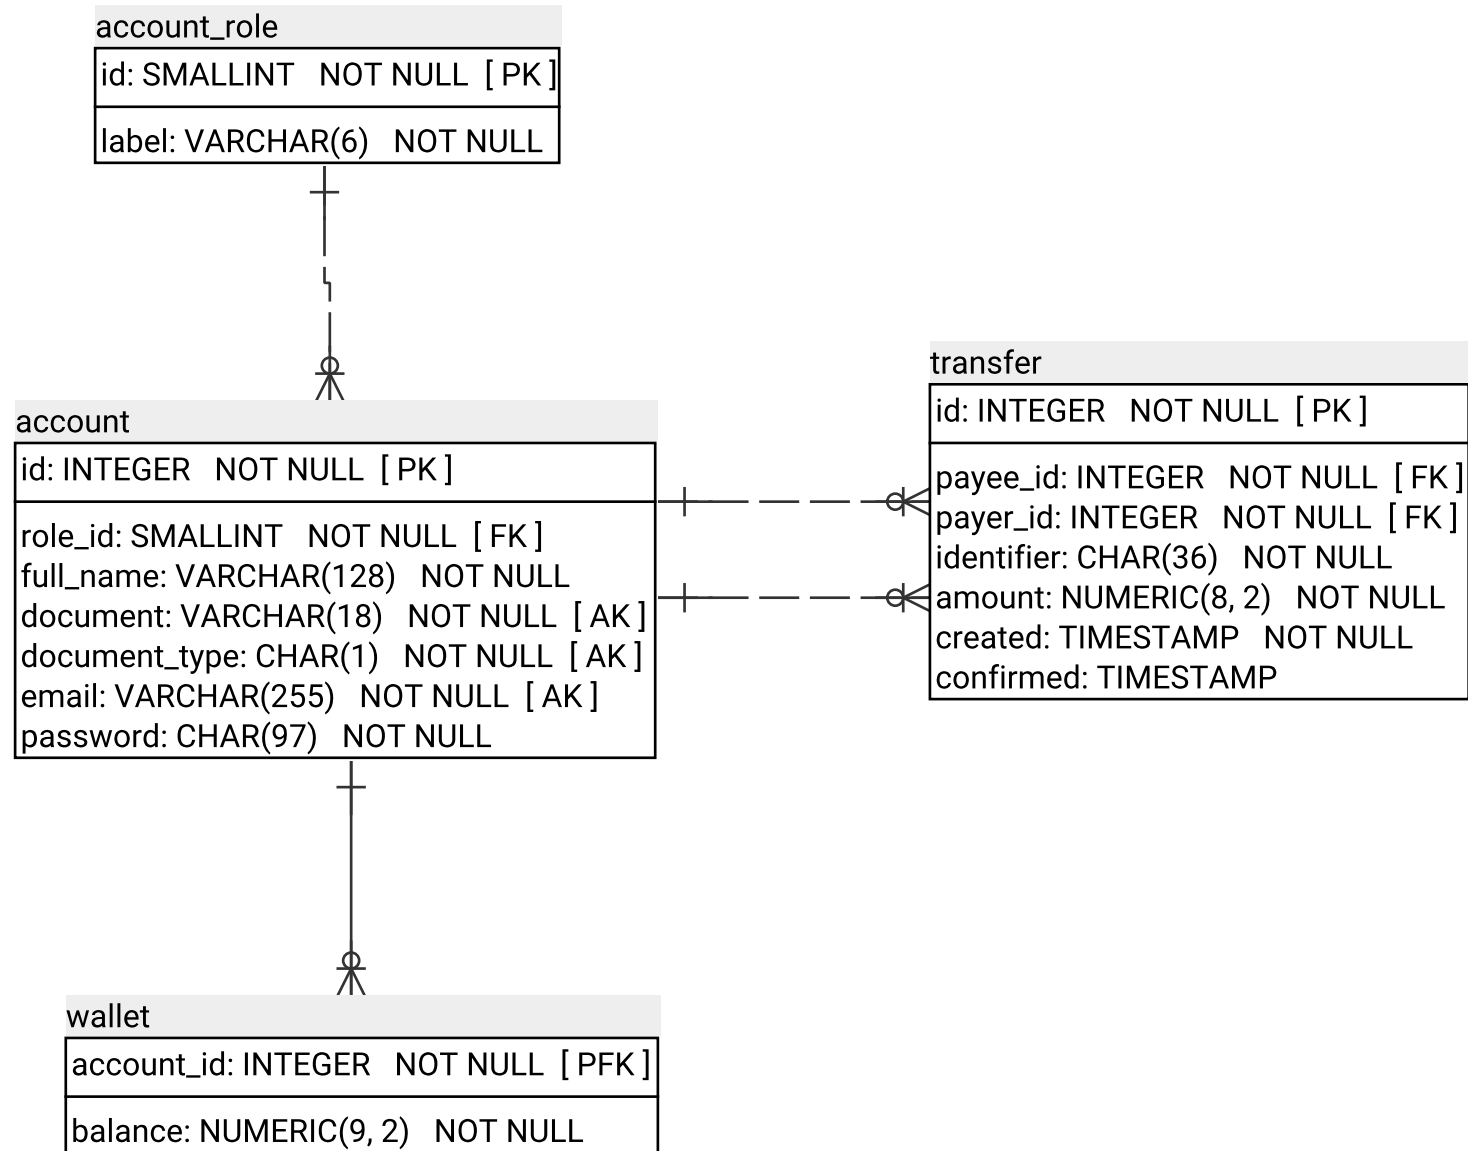 account_role
id: SMALLINT NOT NULL [ PK ]
label: VARCHAR(6) NOT NULL
account
id: INTEGER NOT NULL [ PK ]
role_id: SMALLINT NOT NULL [ FK ]
full_name: VARCHAR(128) NOT NULL
document: VARCHAR(18) NOT NULL [ AK ]
document_type: CHAR(1) NOT NULL [ AK ]
email: VARCHAR(255) NOT NULL [ AK ]
password: CHAR(97) NOT NULL
transfer
id: INTEGER NOT NULL [ PK ]
payee_id: INTEGER NOT NULL [ FK ]
payer_id: INTEGER NOT NULL [ FK ]
identifier: CHAR(36) NOT NULL
amount: NUMERIC(8, 2) NOT NULL
created: TIMESTAMP NOT NULL
confirmed: TIMESTAMP
wallet
account_id: INTEGER NOT NULL [ PFK ]
balance: NUMERIC(9, 2) NOT NULL